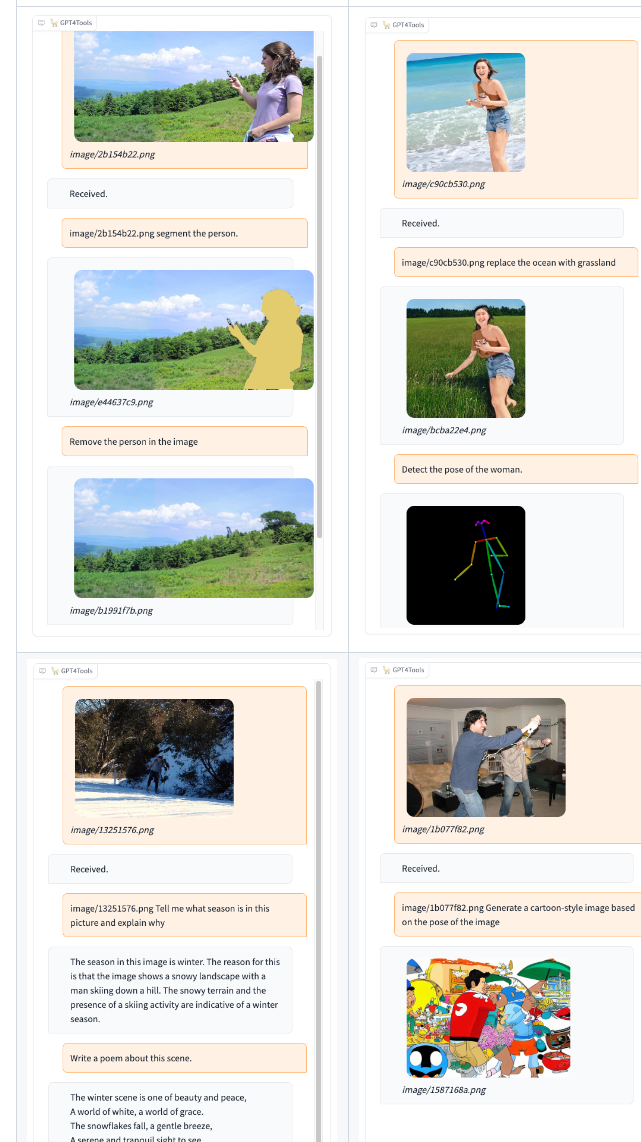 GPT4Tools
image/2b154b22.png
Received.
image/2b154b22.png segment the person.
image/e44637c9.png
Remove the person in the image
image/b1991f7b.png
GPT4Tools
image/c90cb530.png
Received.
image/c90cb530.png replace the ocean with grassland
image/bcba22e4.png
Detect the pose of the woman.
GPT4Tools
image/13251576.png
Received.
image/13251576.png Tell me what season is in this
picture and explain why
The season in this image is winter. The reason for this
is that the image shows a snowy landscape with a
man skiing down a hill. The snowy terrain and the
presence of a skiing activity are indicative of a winter
season.
Write a poem about this scene.
The winter scene is one of beauty and peace,
A world of white, a world of grace.
The snowflakes fall, a gentle breeze,
A serene and tranquil sight to see
GPT4Tools
image/1b077f82.png
Received.
image/1b077f82.png Generate a cartoon-style image based
on the pose of the image
image/1587168a.png